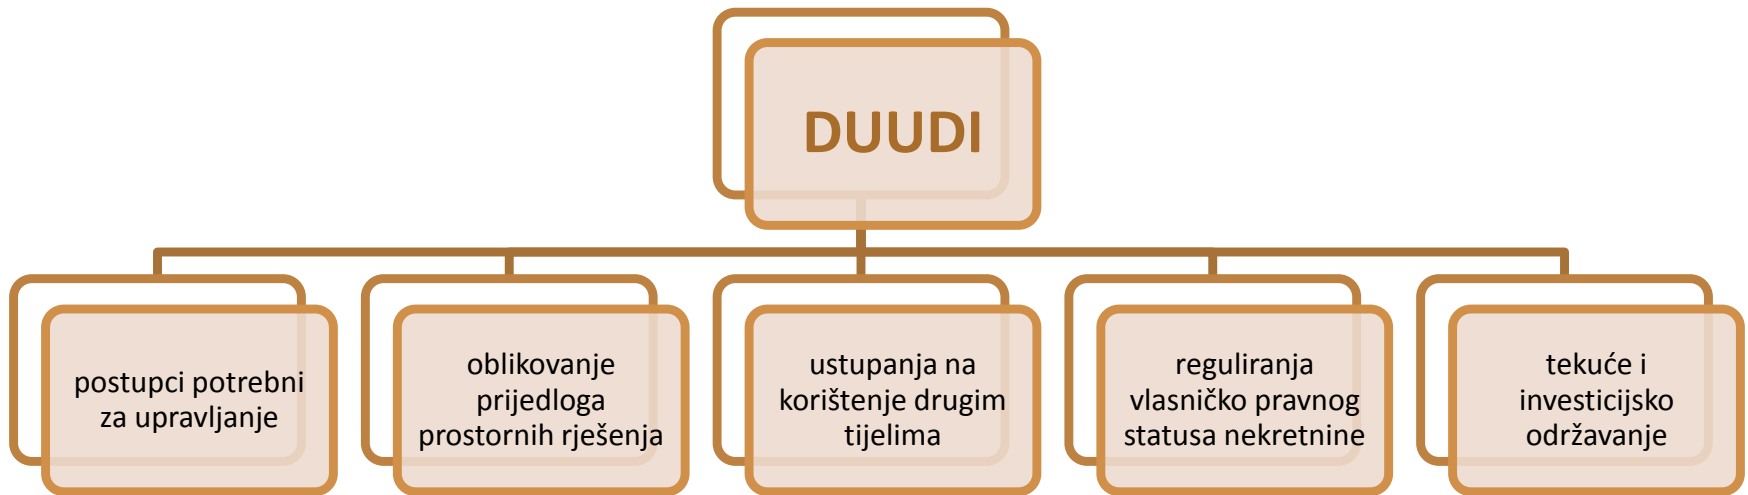 DUUDI
postupci potrebni
za upravljanje
oblikovanje
prijedloga
prostornih rješenja
ustupanja na
korištenje drugim
tijelima
reguliranja
vlasničko pravnog
statusa nekretnine
tekuće i
investicijsko
održavanje